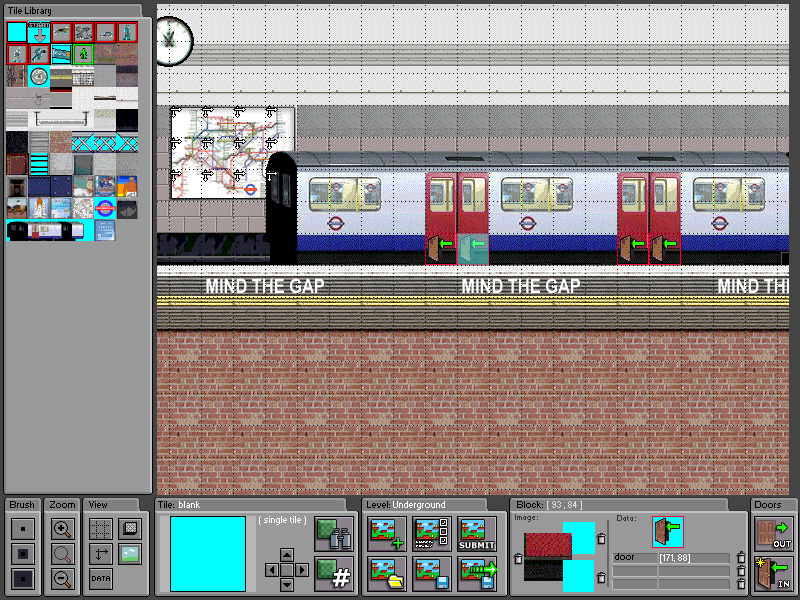 Tile Library
START
MIND THE GAP
MIND THE GAP
MIND TH
Brush
Zoom
View
DATA
Tile: blank
( single tile )
#
Level: Underground
SUBMIT
Block: [ 93 , 84 ]
Image:
Data:
door
[171, 88]
Doors
OUT
IN